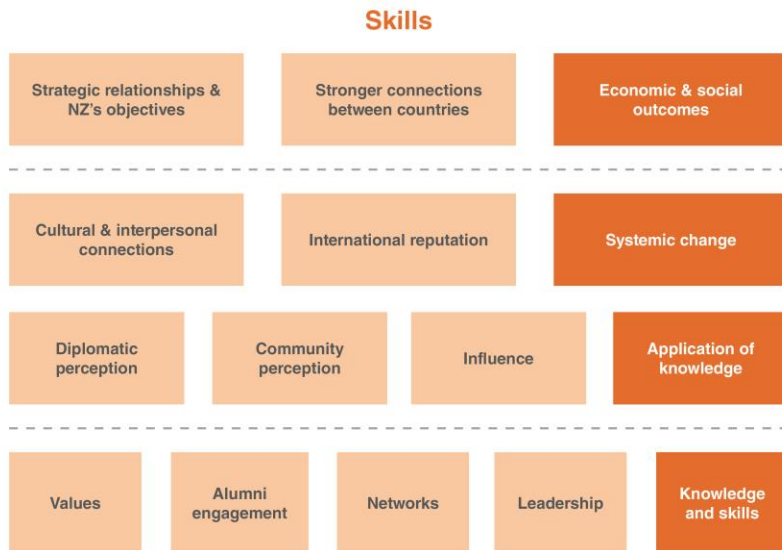 Skills
Strategic relationships &
NZ's objectives
Stronger connections
between countries
Economic & social
outcomes
Cultural & interpersonal
connections
International reputation
Systemic change
Diplomatic
perception
Community
perception
Influence
Application of
knowledge
Values
Alumni
engagement
Networks
Leadership
Knowledge
and skills